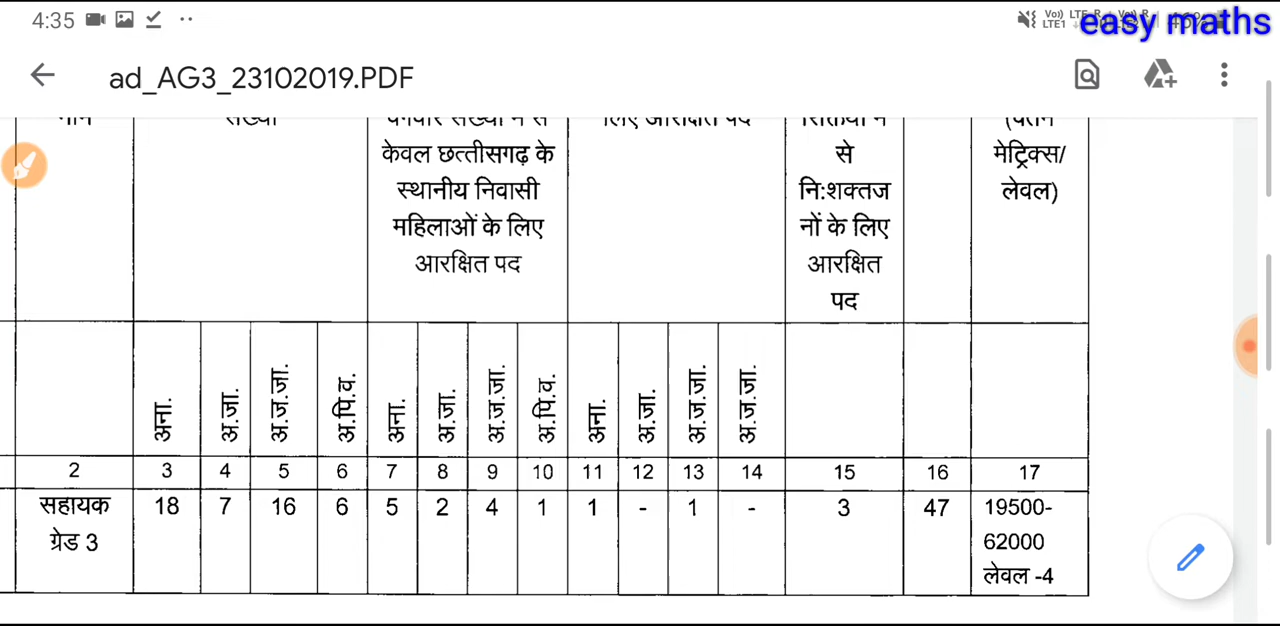 4:35
easy maths
ad_AG3_23102019.PDF
केवल छत्तीसगढ़ के
स्थानीय निवासी
महिलाओं के लिए
आरक्षित पद
लिए आरक्षित पद
से
नि:शक्तज
नों के लिए
आरक्षित
पद
मेट्रिक्स/
लेवल)
अना. अ.जा. अ.ज.जा. अ.पि.व. अना. अ.जा. अ.ज.जा. अ.पि.व. अना. अ.जा. अ.ज.जा. अ.ज.जा.
2 3 4 5 6 7 8 9 10 11 12 13 14 15 16 17
सहायक 18 7 16 6 5 2 4 1 1 - 1 - 3 47 19500-
ग्रेड 3 62000
लेवल -4